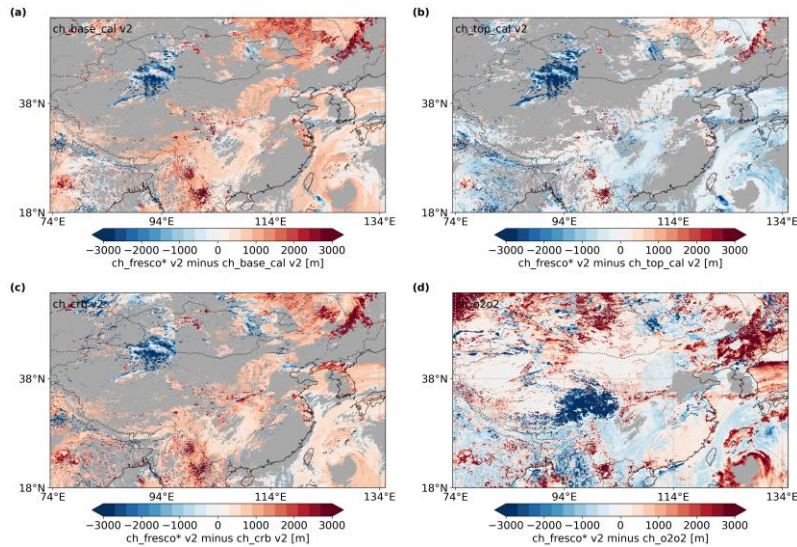 (a)
ch_base_cal v2
38°N
18°N
74°E 94°E 114°E 134°E
−3000 −2000 −1000 0 1000 2000 3000
ch_fresco* v2 minus ch_base_cal v2 [m]
(b)
ch_top_cal v2
38°N
18°N
74°E 94°E 114°E 134°E
−3000 −2000 −1000 0 1000 2000 3000
ch_fresco* v2 minus ch_top_cal v2 [m]
(c)
ch_crb v2
38°N
18°N
74°E 94°E 114°E 134°E
−3000 −2000 −1000 0 1000 2000 3000
ch_fresco* v2 minus ch_crb v2 [m]
(d)
ch_o2o2
38°N
18°N
74°E 94°E 114°E 134°E
−3000 −2000 −1000 0 1000 2000 3000
ch_fresco* v2 minus ch_o2o2 [m]